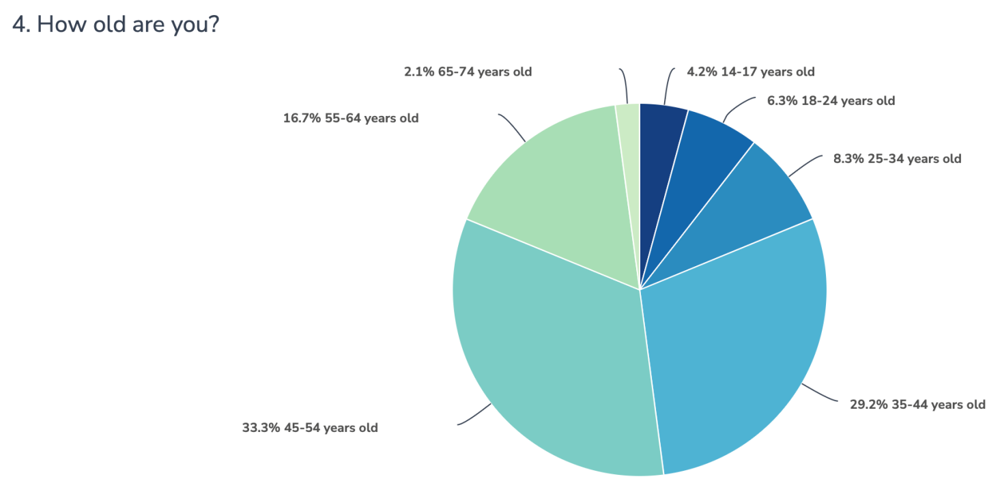 4. How old are you?
2.1% 65-74 years old
4.2% 14-17 years old
6.3% 18-24 years old
16.7% 55-64 years old
8.3% 25-34 years old
29.2% 35-44 years old
33.3% 45-54 years old